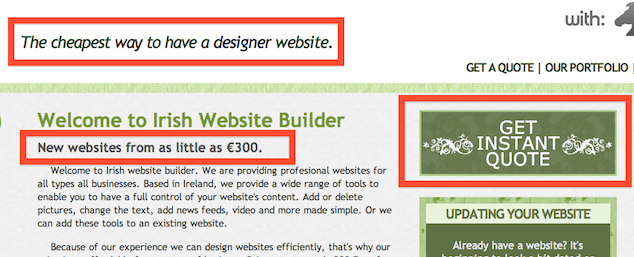 with:
The cheapest way to have a designer website.
GET A QUOTE | OUR PORTFOLIO |
Welcome to Irish Website Builder
New websites from as little as €300.
Welcome to Irish website builder. We are providing profesional websites for
all types all businesses. Based in Ireland, we provide a wide range of tools to
enable you to have a full control of your website's content. Add or delete
pictures, change the text, add news feeds, video and more made simple. Or we
can add these tools to an existing website.
Because of our experience we can design websites efficiently, that's why our
GET
INSTANT
QUOTE
UPDATING YOUR WEBSITE
Already have a website? It's